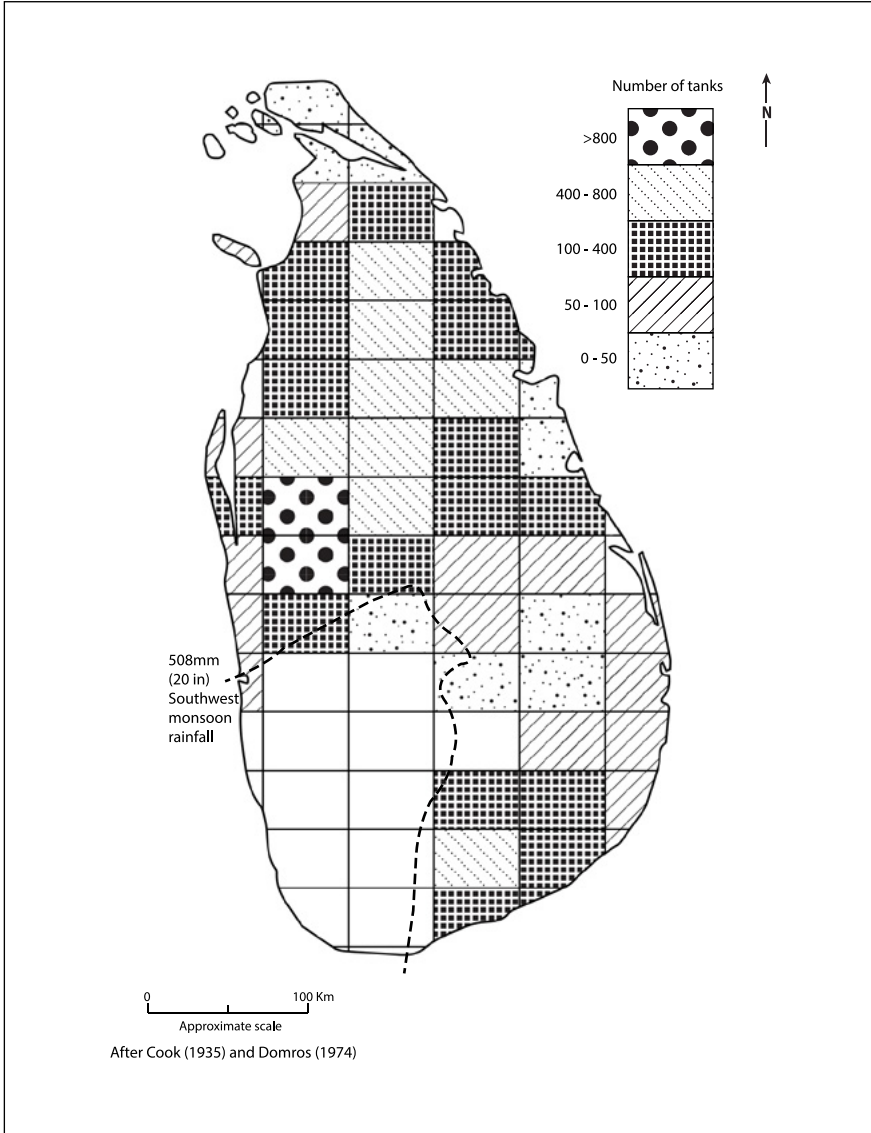 Number of tanks
N
>800
400 - 800
100 - 400
50 - 100
0 - 50
508mm
(20 in)
Southwest
monsoon
rainfall
0 100 Km
Approximate scale
After Cook (1935) and Domros (1974)